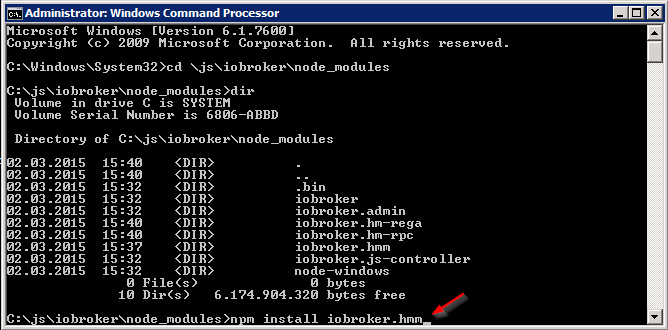 Administrator: Windows Command Processor
Microsoft Windows [Version 6.1.7600]
Copyright (c) 2009 Microsoft Corporation.  All rights reserved.
C:\Windows\System32>cd \js\iobroker\node_modules
C:\js\iobroker\node_modules>dir
 Volume in drive C is SYSTEM
 Volume Serial Number is 6806-ABBD
 Directory of C:\js\iobroker\node_modules
02.03.2015  15:40    <DIR>          .
02.03.2015  15:40    <DIR>          ..
02.03.2015  15:32    <DIR>          .bin
02.03.2015  15:32    <DIR>          iobroker
02.03.2015  15:32    <DIR>          iobroker.admin
02.03.2015  15:40    <DIR>          iobroker.hm-rega
02.03.2015  15:40    <DIR>          iobroker.hm-rpc
02.03.2015  15:37    <DIR>          iobroker.hmm
02.03.2015  15:32    <DIR>          iobroker.js-controller
02.03.2015  15:32    <DIR>          node-windows
               0 File(s)              0 bytes
              10 Dir(s)   6.174.904.320 bytes free
C:\js\iobroker\node_modules>npm install iobroker.hmm_